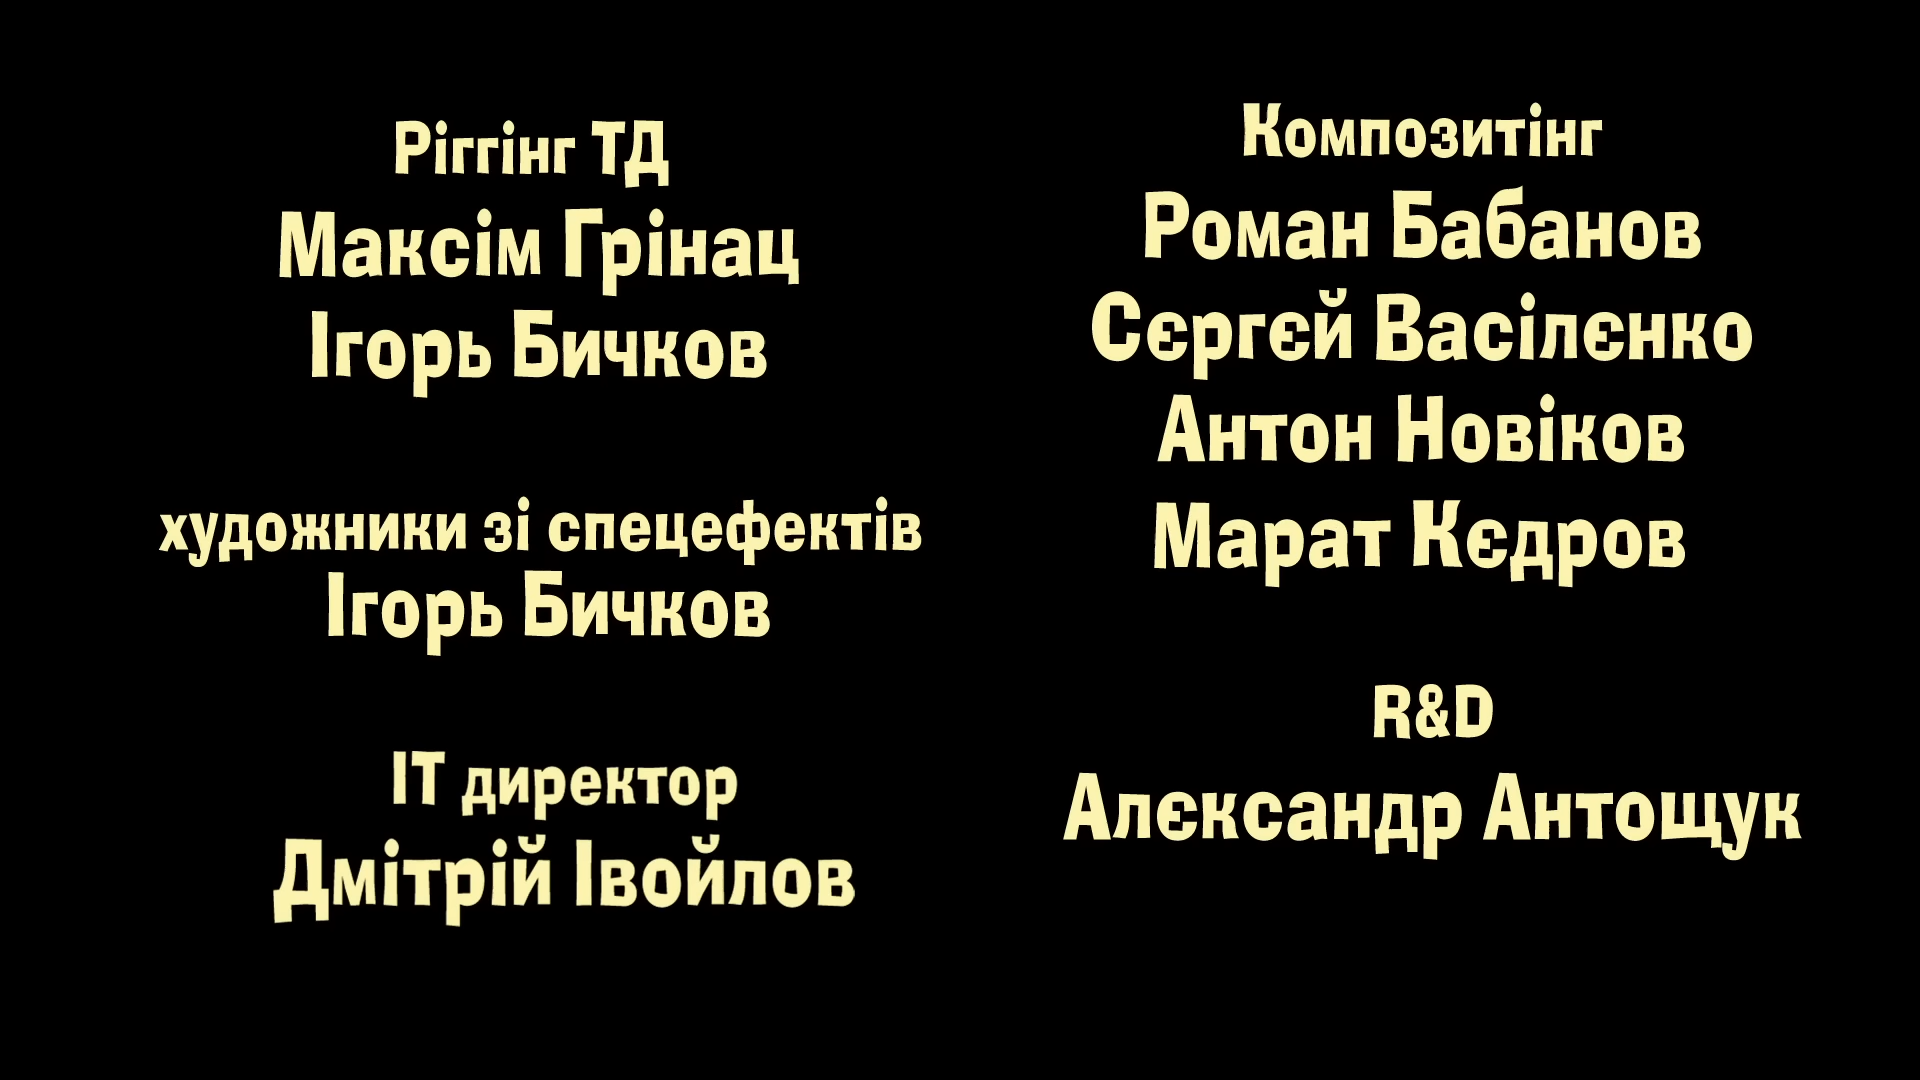 Ріггінг ТД
Максім Грінац
Ігорь Бичков
художники зі спецефектів
Ігорь Бичков
ІТ директор
Дмітрій Івойлов
Композитінг
Роман Бабанов
Сєргєй Васілєнко
Антон Новіков
Марат Кєдров
R&D
Алєксандр Антощук